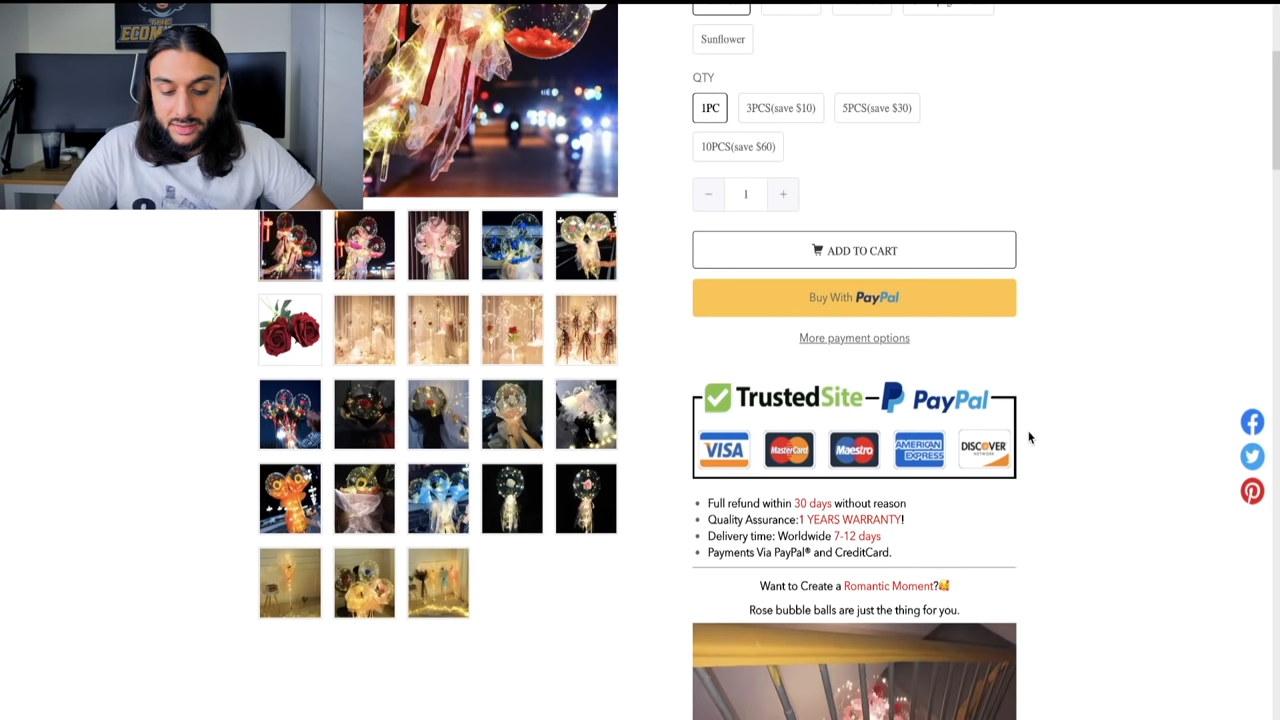 THE
ECOM
Sunflower
QTY
1PC
3PCS(save $10)
5PCS(save $30)
10PCS(save $60)
− 1 +
ADD TO CART
Buy With PayPal
More payment options
TrustedSite PayPal
VISA MasterCard Maestro AMERICAN EXPRESS DISCOVER NETWORK
• Full refund within 30 days without reason
• Quality Assurance:1 YEARS WARRANTY!
• Delivery time: Worldwide 7-12 days
• Payments Via PayPal® and CreditCard.
Want to Create a Romantic Moment?🥰
Rose bubble balls are just the thing for you.